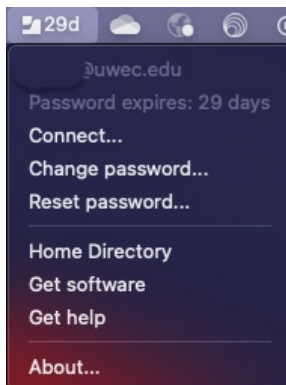 29d
@uwec.edu
Password expires: 29 days
Connect...
Change password...
Reset password...
Home Directory
Get software
Get help
About...